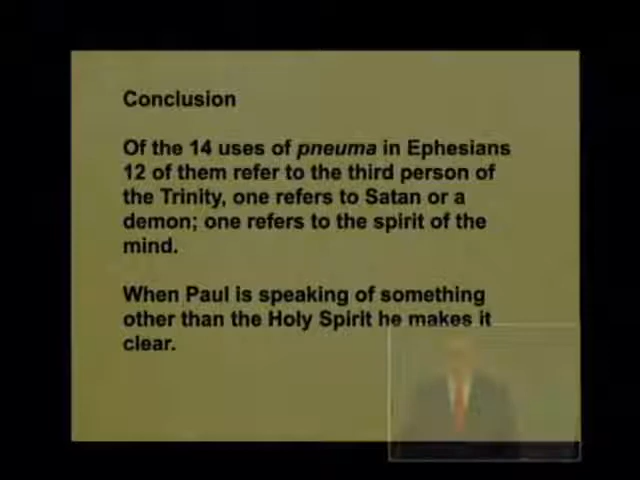 Conclusion
Of the 14 uses of pneuma in Ephesians
12 of them refer to the third person of
the Trinity, one refers to Satan or a
demon; one refers to the spirit of the
mind.
When Paul is speaking of something
other than the Holy Spirit he makes it
clear.